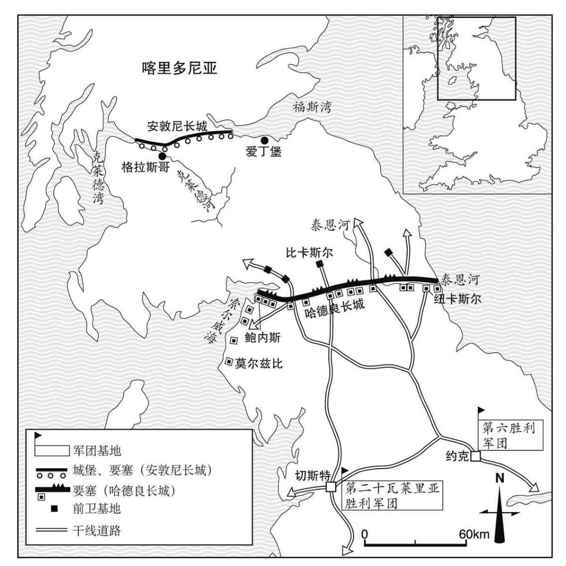 喀里多尼亚
福斯湾
安敦尼长城
爱丁堡
格拉斯哥
克莱德湾
克莱德河
泰恩河
比卡斯尔
泰恩河
纽卡斯尔
哈德良长城
索尔威海
鲍内斯
莫尔兹比
第六胜利
军团
约克
切斯特
第二十瓦莱里亚
胜利军团
军团基地
城堡、要塞（安敦尼长城）
要塞（哈德良长城）
前卫基地
干线道路
N
0 60km